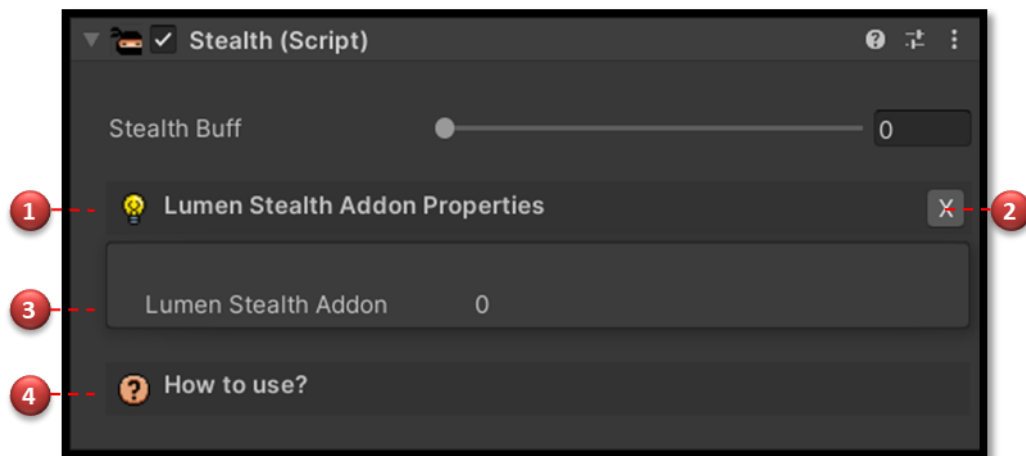 Stealth (Script)
Stealth Buff 0
1 Lumen Stealth Addon Properties X 2
3 Lumen Stealth Addon 0
4 How to use?